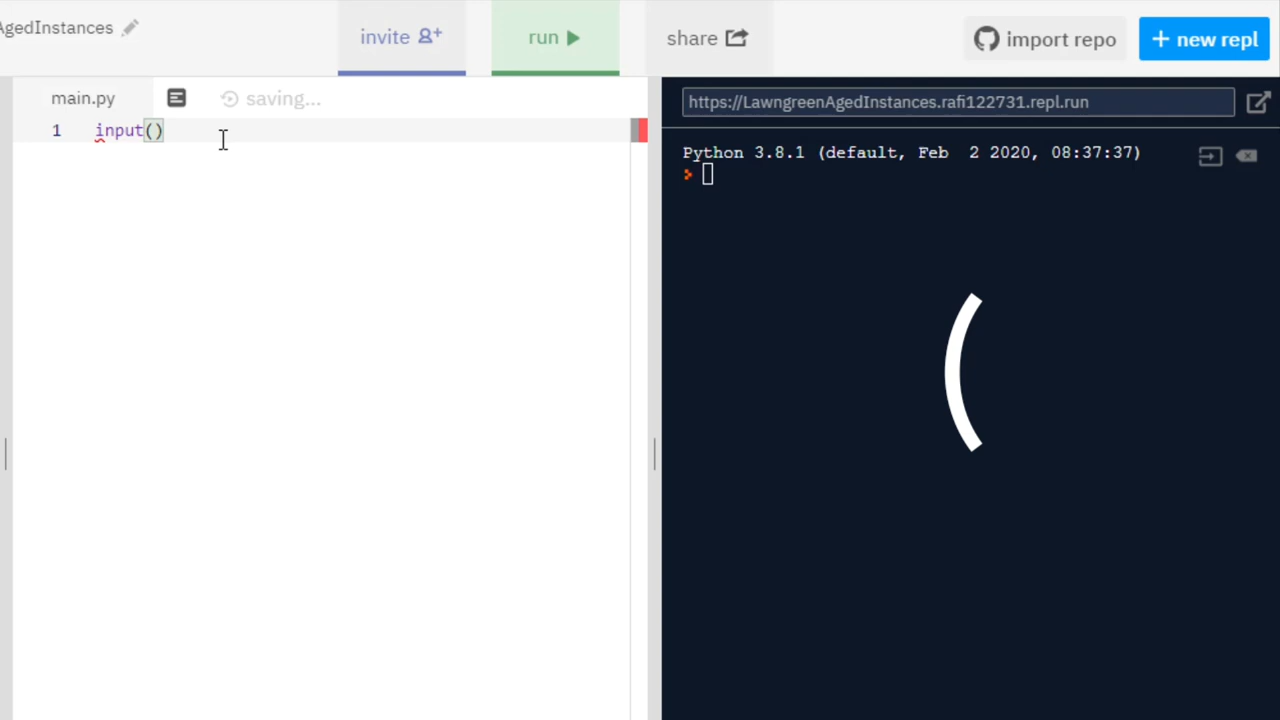 AgedInstances
invite
run
share
import repo
+ new repl
main.py
saving...
1 input()
https://LawngreenAgedInstances.rafi122731.repl.run
Python 3.8.1 (default, Feb  2 2020, 08:37:37)
>